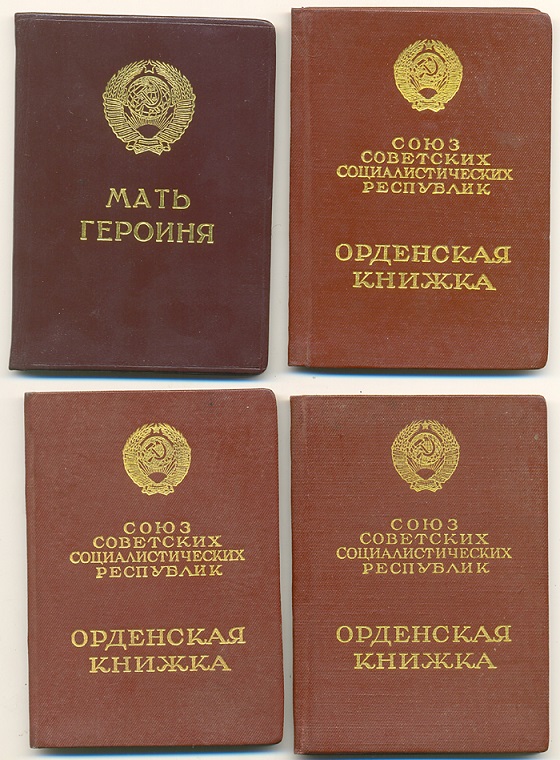 МАТЬ
ГЕРОИНЯ
СОЮЗ
СОВЕТСКИХ
СОЦИАЛИСТИЧЕСКИХ
РЕСПУБЛИК
ОРДЕНСКАЯ
КНИЖКА
СОЮЗ
СОВЕТСКИХ
СОЦИАЛИСТИЧЕСКИХ
РЕСПУБЛИК
ОРДЕНСКАЯ
КНИЖКА
СОЮЗ
СОВЕТСКИХ
СОЦИАЛИСТИЧЕСКИХ
РЕСПУБЛИК
ОРДЕНСКАЯ
КНИЖКА